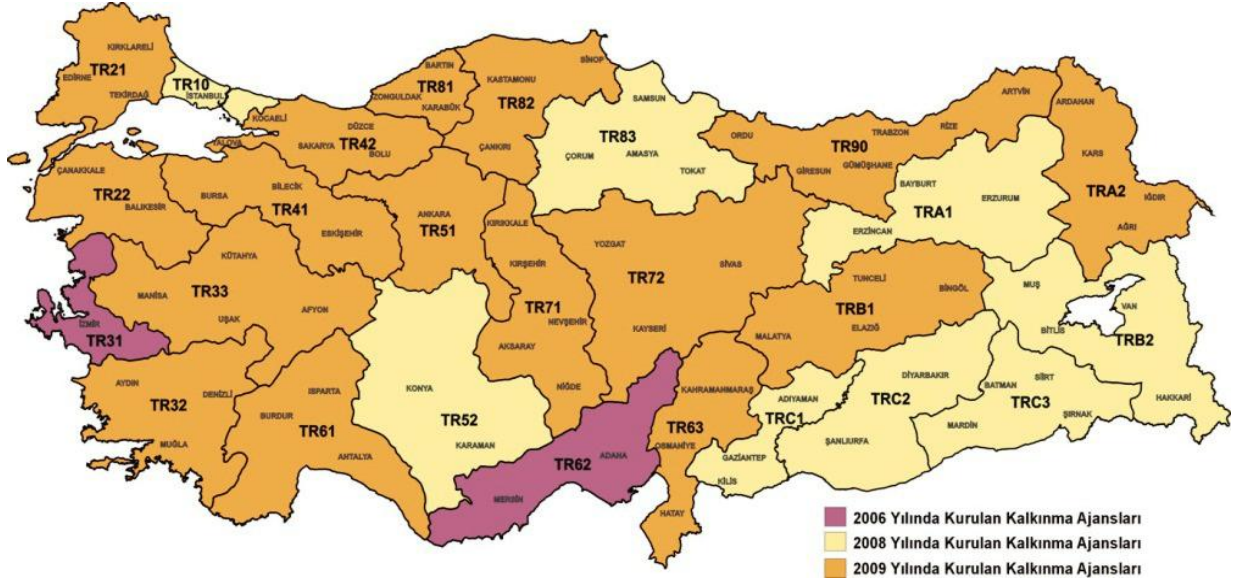 KIRKLARELİ
EDİRNE
TR21
TEKİRDAĞ
TR10
İSTANBUL
KOCAELİ
YALOVA
DÜZCE
SAKARYA
TR42
BOLU
BARTIN
ZONGULDAK
TR81
KARABÜK
KASTAMONU
SİNOP
TR82
ÇANKIRI
SAMSUN
TR83
ÇORUM
AMASYA
TOKAT
ORDU
TR90
TRABZON
RİZE
ARTVİN
GİRESUN
GÜMÜŞHANE
ARDAHAN
KARS
TRA2
IĞDIR
AĞRI
BAYBURT
TRA1
ERZURUM
ERZİNCAN
ÇANAKKALE
TR22
BALIKESİR
BURSA
BİLECİK
TR41
ESKİŞEHİR
ANKARA
TR51
KIRIKKALE
KIRŞEHİR
TR71
NEVŞEHİR
AKSARAY
NİĞDE
YOZGAT
SİVAS
TR72
KAYSERİ
TUNCELİ
BİNGÖL
TRB1
MALATYA
ELAZIĞ
MUŞ
VAN
BİTLİS
TRB2
HAKKARİ
KÜTAHYA
MANİSA
TR33
UŞAK
AFYON
İZMİR
TR31
AYDIN
DENİZLİ
TR32
MUĞLA
ISPARTA
BURDUR
TR61
AHTALYA
KONYA
TR52
KARAMAN
TR62
ADAHA
MERSİN
KAHRAMAHMARAŞ
TR63
OSMAHİYE
HATAY
ADIYAMAN
TRC1
GAZİANTEP
KİLİS
DİYARBAKIR
TRC2
ŞANLIURFA
SİİRT
BATMAN
TRC3
MARDİN
ŞIRNAK
2006 Yılında Kurulan Kalkınma Ajansları
2008 Yılında Kurulan Kalkınma Ajansları
2009 Yılında Kurulan Kalkınma Ajansları